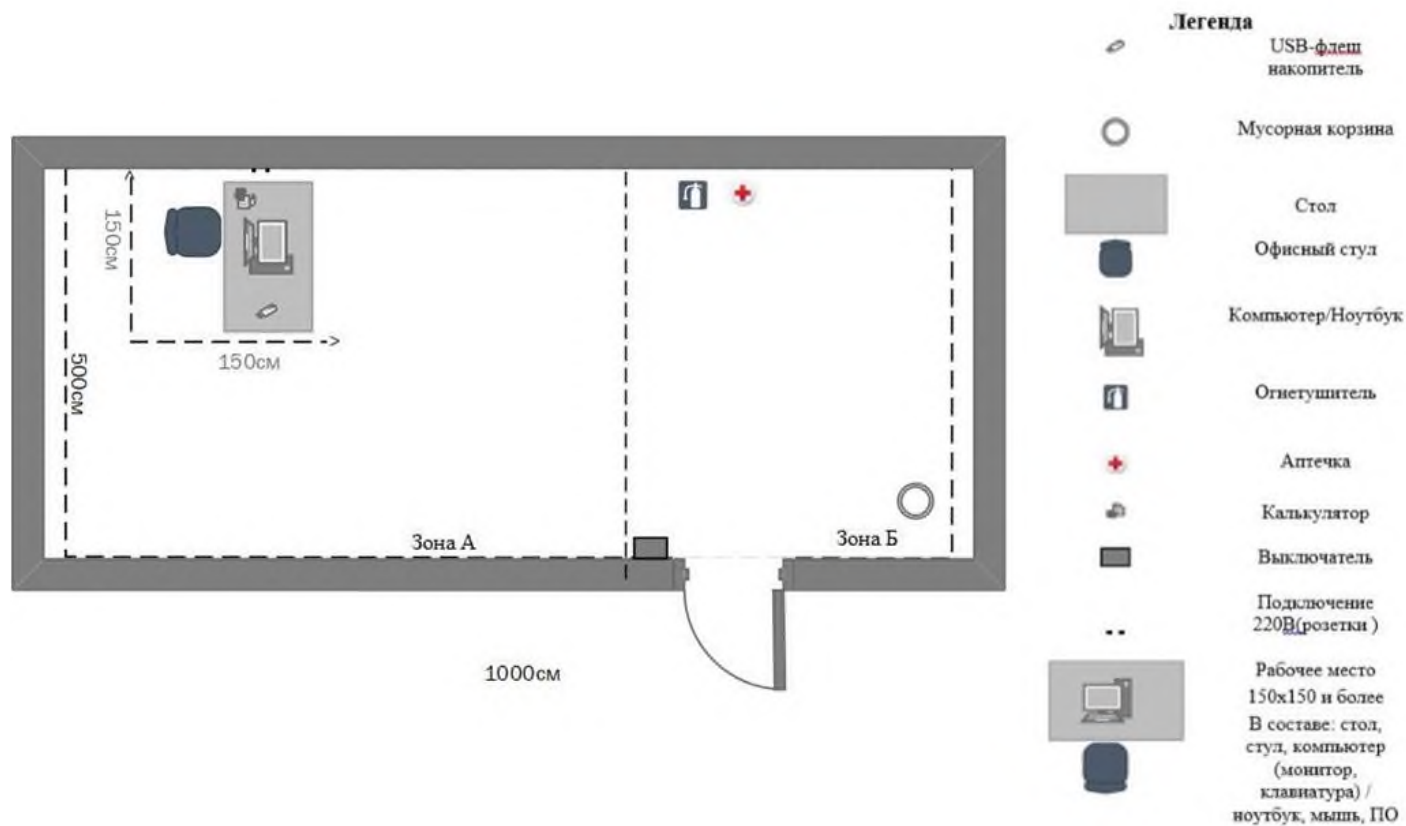 Легенда
USB-флеш
накопитель
Мусорная корзина
Стол
Офисный стул
Компьютер/Ноутбук
Огнетушитель
Аптечка
Калькулятор
Выключатель
Подключение
220В(розетки )
Рабочее место
150х150 и более
В составе: стол,
стул, компьютер
(монитор,
клавиатура) /
ноутбук, мышь, ПО
150см
150см
500см
Зона А
Зона Б
1000см